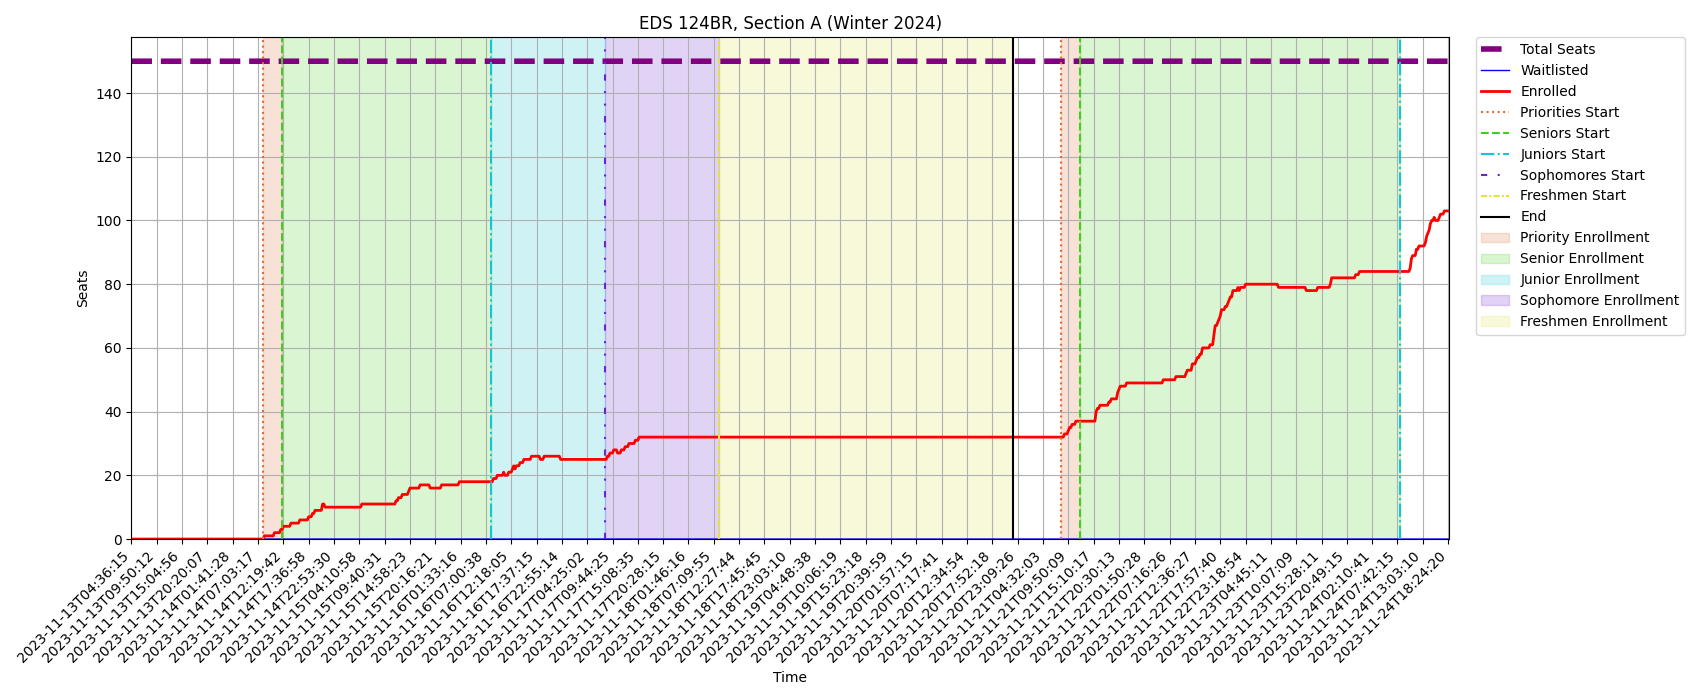 EDS 124BR, Section A (Winter 2024)
Total Seats
Waitlisted
Enrolled
Priorities Start
Seniors Start
Juniors Start
Sophomores Start
Freshmen Start
End
Priority Enrollment
Senior Enrollment
Junior Enrollment
Sophomore Enrollment
Freshmen Enrollment
Seats
140
120
100
80
60
40
20
0
2023-11-13T04:36:15
2023-11-13T09:50:12
2023-11-13T15:04:56
2023-11-13T20:20:07
2023-11-14T01:41:28
2023-11-14T07:03:17
2023-11-14T12:19:42
2023-11-14T17:36:58
2023-11-14T22:53:30
2023-11-15T04:10:58
2023-11-15T09:40:31
2023-11-15T14:58:23
2023-11-15T20:16:21
2023-11-16T01:33:16
2023-11-16T07:00:38
2023-11-16T12:18:05
2023-11-16T17:37:15
2023-11-16T22:55:14
2023-11-17T04:25:02
2023-11-17T09:44:25
2023-11-17T15:08:35
2023-11-17T20:28:15
2023-11-18T01:46:16
2023-11-18T07:09:55
2023-11-18T12:27:44
2023-11-18T17:45:45
2023-11-18T23:03:10
2023-11-19T04:48:38
2023-11-19T10:06:19
2023-11-19T15:23:18
2023-11-19T20:39:59
2023-11-20T01:57:15
2023-11-20T07:17:41
2023-11-20T12:34:54
2023-11-20T17:52:18
2023-11-20T23:09:26
2023-11-21T04:32:03
2023-11-21T09:50:09
2023-11-21T15:10:17
2023-11-21T20:30:13
2023-11-22T01:50:28
2023-11-22T07:16:26
2023-11-22T12:36:27
2023-11-22T17:57:40
2023-11-22T23:18:54
2023-11-23T04:45:11
2023-11-23T10:07:09
2023-11-23T15:28:11
2023-11-23T20:49:15
2023-11-24T02:10:41
2023-11-24T07:42:15
2023-11-24T13:03:10
2023-11-24T18:24:20
Time